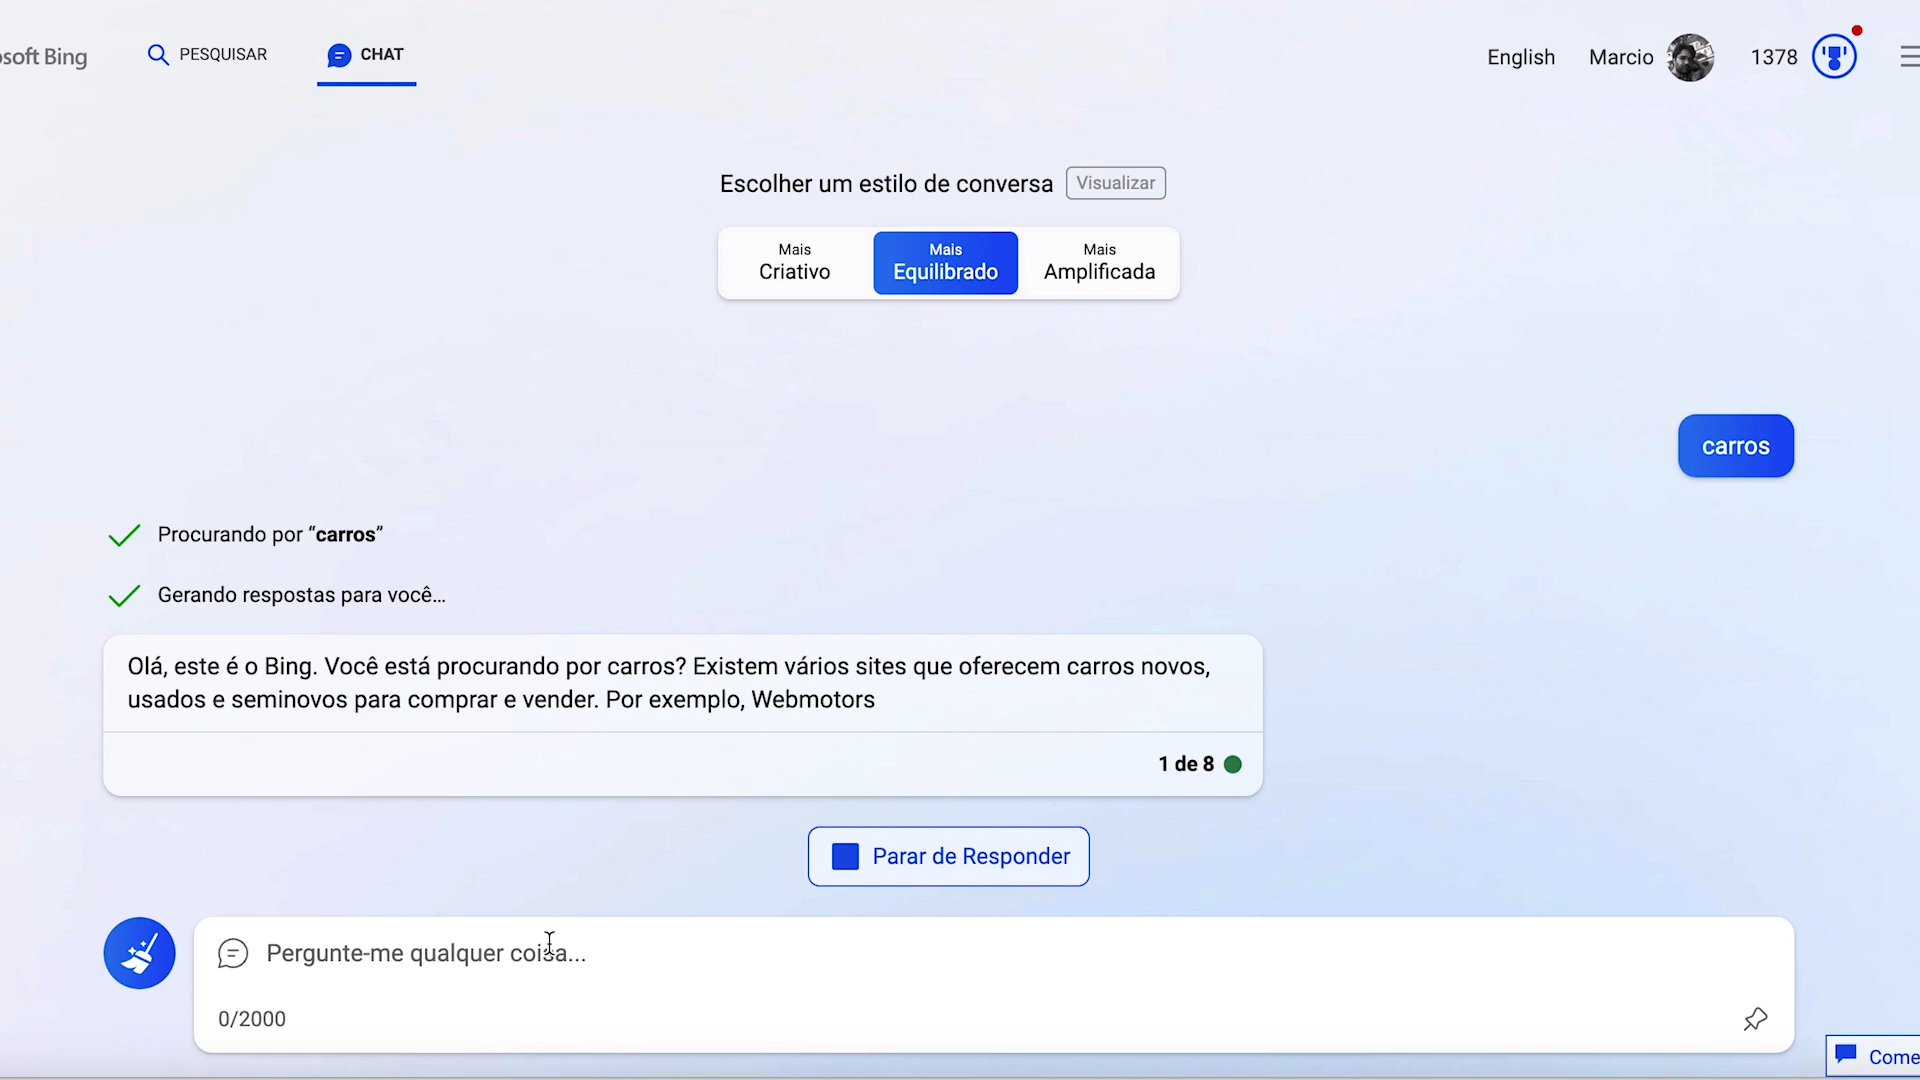 osoft Bing
PESQUISAR
CHAT
English
Marcio
1378
Escolher um estilo de conversa
Visualizar
Mais
Criativo
Mais
Equilibrado
Mais
Amplificada
carros
Procurando por “carros”
Gerando respostas para você...
Olá, este é o Bing. Você está procurando por carros? Existem vários sites que oferecem carros novos,
usados e seminovos para comprar e vender. Por exemplo, Webmotors
1 de 8
Parar de Responder
Pergunte-me qualquer coisa...
0/2000
Come